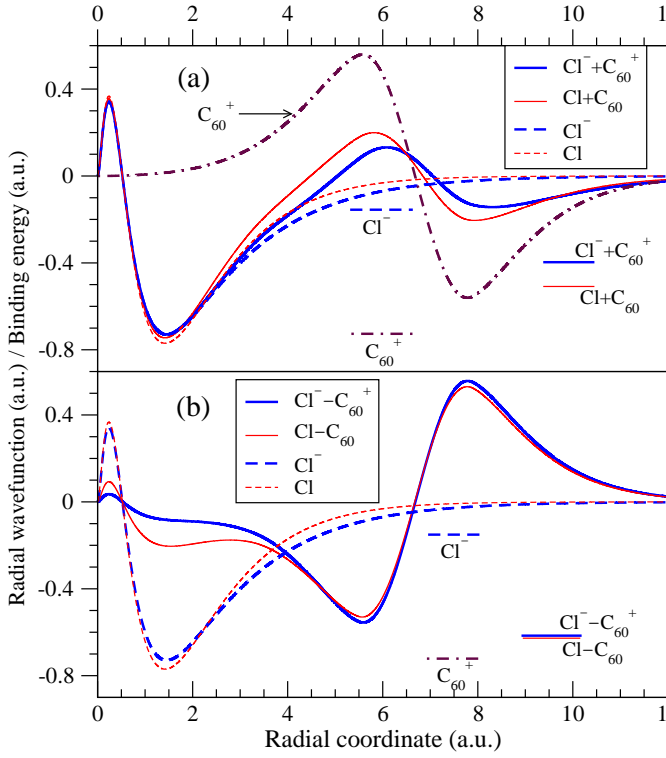 0 2 4 6 8 10 12
(a)
C60+
Cl−+C60+
Cl+C60
Cl−
Cl
0.4
0
-0.4
-0.8
Cl−
C60+
Cl−+C60+
Cl+C60
(b)
Cl−−C60+
Cl−C60
Cl−
Cl
0.4
0
-0.4
-0.8
Cl−
C60+
Cl−−C60+
Cl−C60
0 2 4 6 8 10 12
Radial coordinate (a.u.)
Radial wavefunction (a.u.) / Binding energy (a.u.)